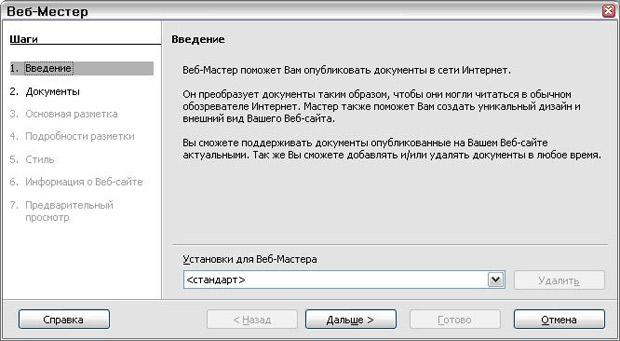 Веб-Мастер
Шаги
1. Введение
2. Документы
3. Основная разметка
4. Подробности разметки
5. Стиль
6. Информация о Веб-сайте
7. Предварительный
просмотр
Введение
Веб-Мастер поможет Вам опубликовать документы в сети Интернет.
Он преобразует документы таким образом, чтобы они могли читаться в обычном
обозревателе Интернет. Мастер также поможет Вам создать уникальный дизайн и
внешний вид Вашего Веб-сайта.
Вы сможете поддерживать документы опубликованные на Вашем Веб-сайте
актуальными. Так же Вы сможете добавлять и/или удалять документы в любое время.
Установки для Веб-Мастера
<стандарт>
Удалить
Справка
< Назад
Дальше >
Готово
Отмена